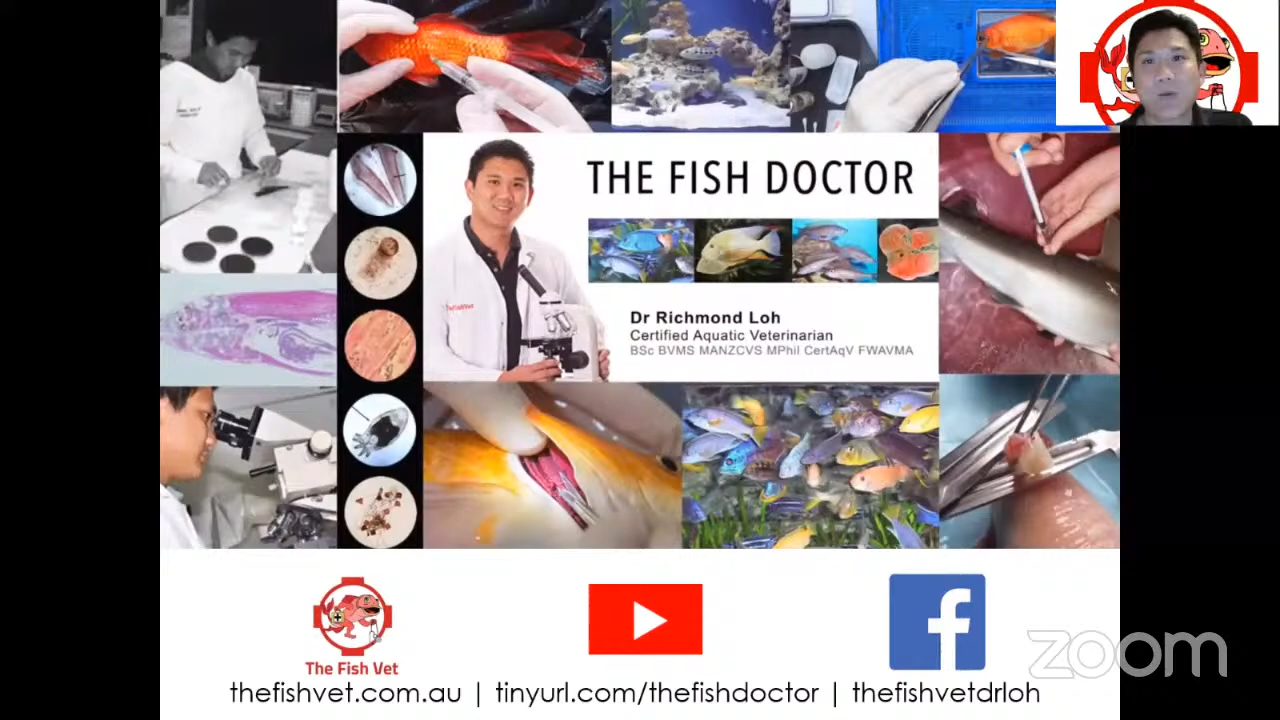 THE FISH DOCTOR
Dr Richmond Loh
Certified Aquatic Veterinarian
BSc BVMS MANZCVS MPhil CertAqV FWAVMA
TheFishVet
The Fish Vet
thefishvet.com.au | tinyurl.com/thefishdoctor | thefishvetdrloh
zoom